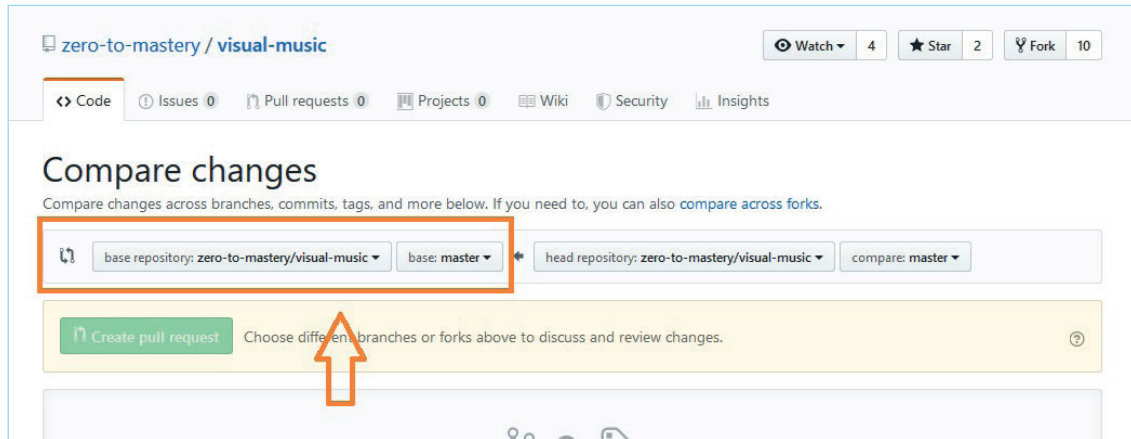 zero-to-mastery / visual-music Watch 4 Star 2 Fork 10
Code Issues 0 Pull requests 0 Projects 0 Wiki Security Insights
Compare changes
Compare changes across branches, commits, tags, and more below. If you need to, you can also compare across forks.
base repository: zero-to-mastery/visual-music base: master head repository: zero-to-mastery/visual-music compare: master
Create pull request Choose different branches or forks above to discuss and review changes.